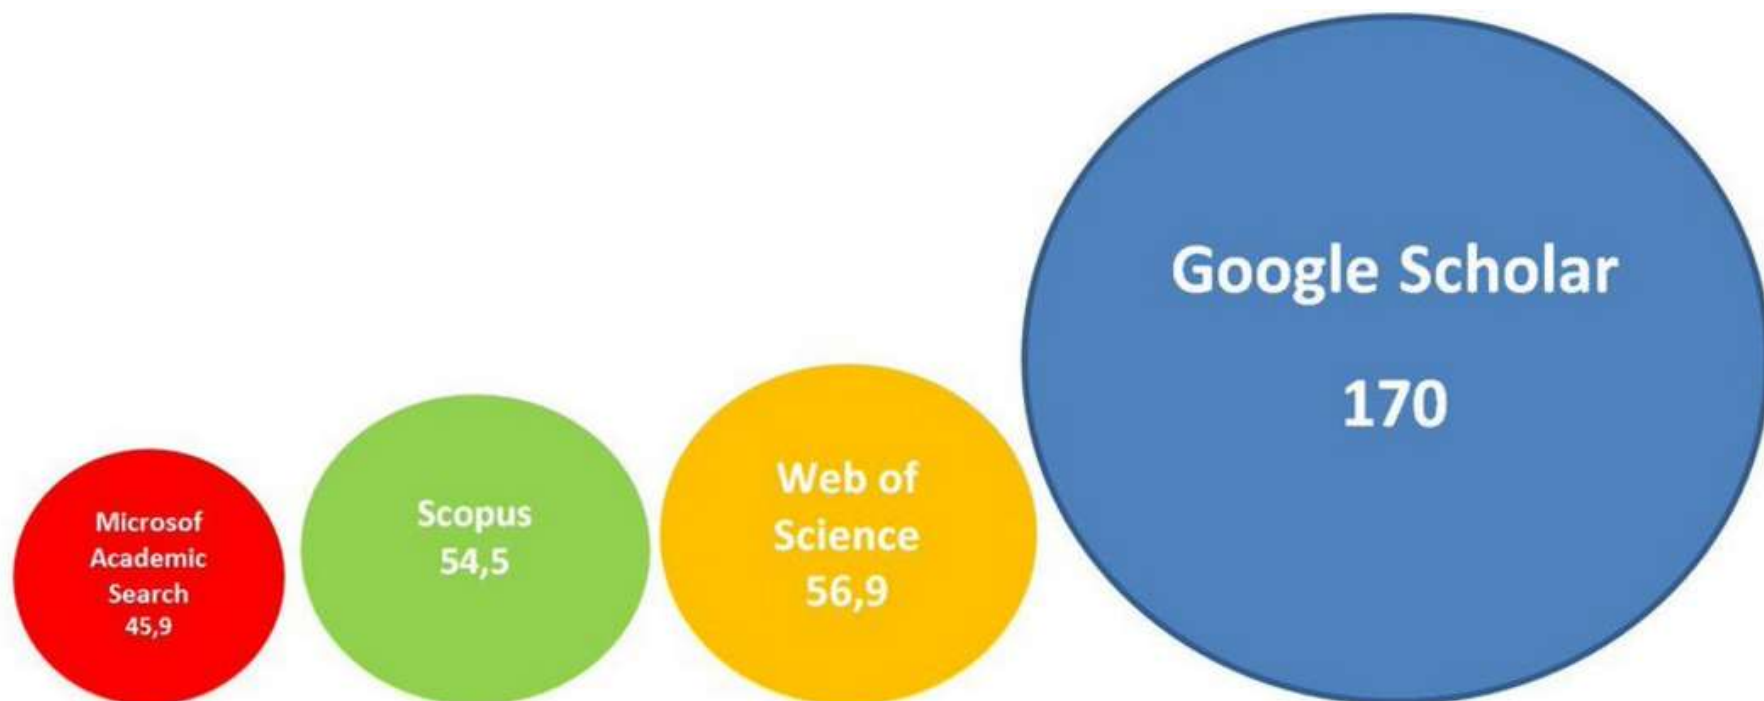 Microsof
Academic
Search
45,9
Scopus
54,5
Web of
Science
56,9
Google Scholar
170